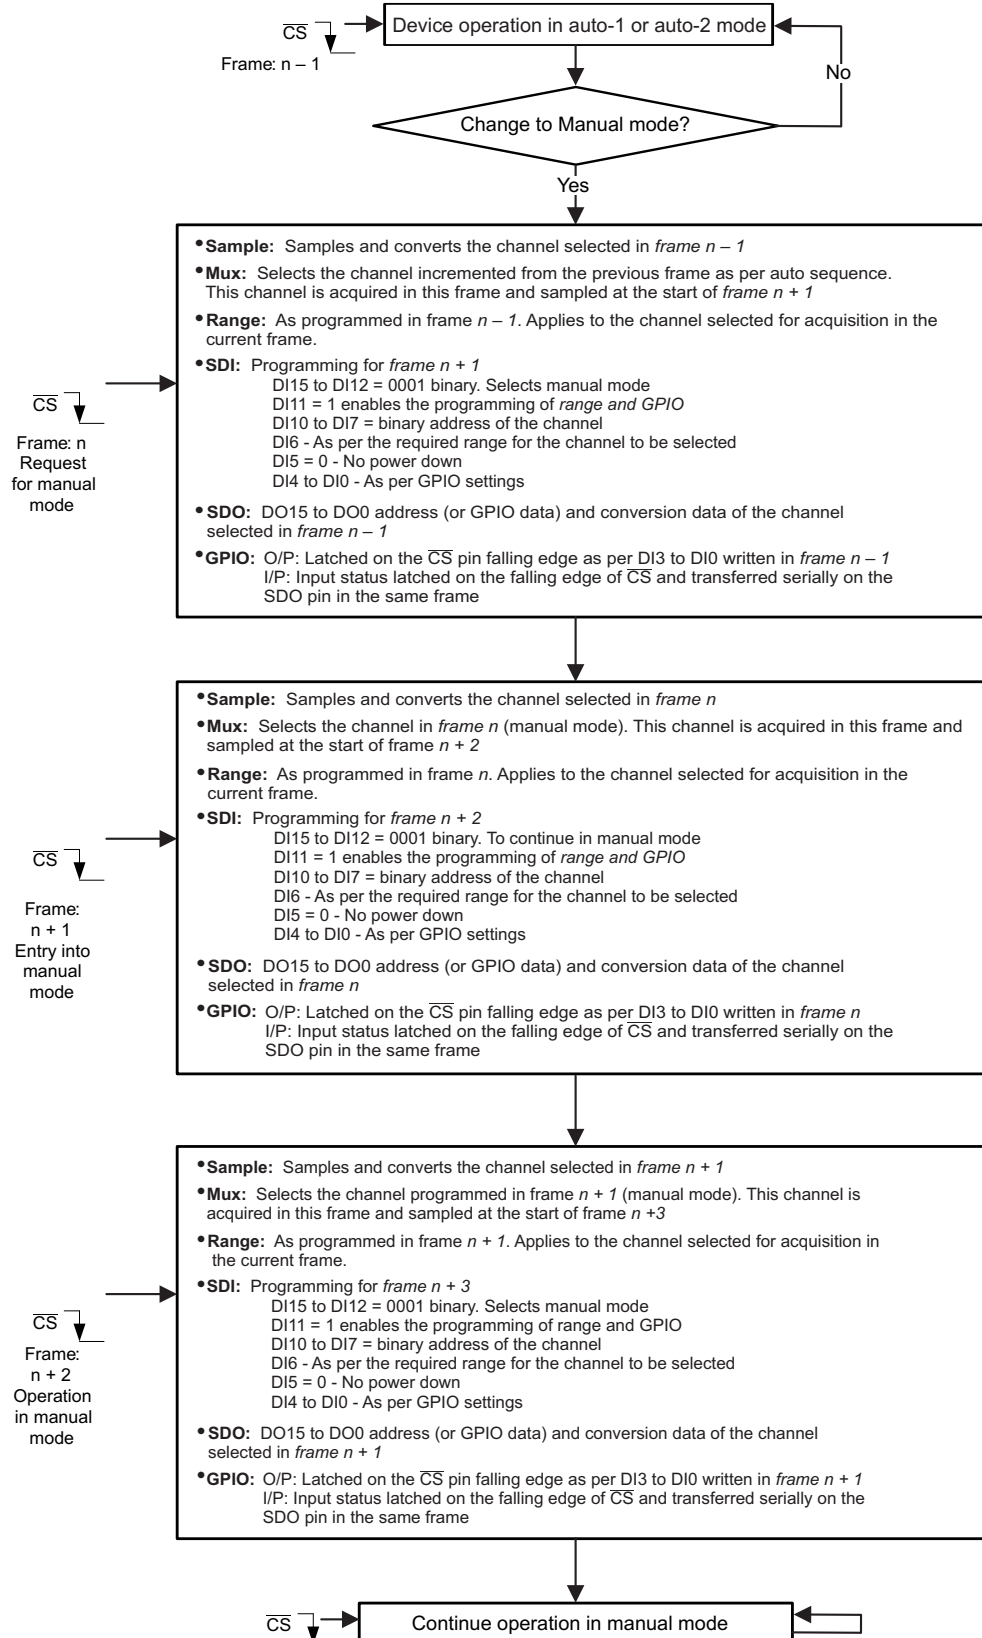 CS
Frame: n – 1
Device operation in auto-1 or auto-2 mode
No
Change to Manual mode?
Yes
CS
Frame: n
Request
for manual
mode
•Sample: Samples and converts the channel selected in frame n – 1
•Mux: Selects the channel incremented from the previous frame as per auto sequence.
This channel is acquired in this frame and sampled at the start of frame n + 1
•Range: As programmed in frame n – 1. Applies to the channel selected for acquisition in the
current frame.
•SDI: Programming for frame n + 1
DI15 to DI12 = 0001 binary. Selects manual mode
DI11 = 1 enables the programming of range and GPIO
DI10 to DI7 = binary address of the channel
DI6 - As per the required range for the channel to be selected
DI5 = 0 - No power down
DI4 to DI0 - As per GPIO settings
•SDO: DO15 to DO0 address (or GPIO data) and conversion data of the channel
selected in frame n – 1
•GPIO: O/P: Latched on the CS pin falling edge as per DI3 to DI0 written in frame n – 1
I/P: Input status latched on the falling edge of CS and transferred serially on the
SDO pin in the same frame
CS
Frame:
n + 1
Entry into
manual
mode
•Sample: Samples and converts the channel selected in frame n
•Mux: Selects the channel in frame n (manual mode). This channel is acquired in this frame and
sampled at the start of frame n + 2
•Range: As programmed in frame n. Applies to the channel selected for acquisition in the
current frame.
•SDI: Programming for frame n + 2
DI15 to DI12 = 0001 binary. To continue in manual mode
DI11 = 1 enables the programming of range and GPIO
DI10 to DI7 = binary address of the channel
DI6 - As per the required range for the channel to be selected
DI5 = 0 - No power down
DI4 to DI0 - As per GPIO settings
•SDO: DO15 to DO0 address (or GPIO data) and conversion data of the channel
selected in frame n
•GPIO: O/P: Latched on the CS pin falling edge as per DI3 to DI0 written in frame n
I/P: Input status latched on the falling edge of CS and transferred serially on the
SDO pin in the same frame
CS
Frame:
n + 2
Operation
in manual
mode
•Sample: Samples and converts the channel selected in frame n + 1
•Mux: Selects the channel programmed in frame n + 1 (manual mode). This channel is
acquired in this frame and sampled at the start of frame n +3
•Range: As programmed in frame n + 1. Applies to the channel selected for acquisition in
the current frame.
•SDI: Programming for frame n + 3
DI15 to DI12 = 0001 binary. Selects manual mode
DI11 = 1 enables the programming of range and GPIO
DI10 to DI7 = binary address of the channel
DI6 - As per the required range for the channel to be selected
DI5 = 0 - No power down
DI4 to DI0 - As per GPIO settings
•SDO: DO15 to DO0 address (or GPIO data) and conversion data of the channel
selected in frame n + 1
•GPIO: O/P: Latched on the CS pin falling edge as per DI3 to DI0 written in frame n + 1
I/P: Input status latched on the falling edge of CS and transferred serially on the
SDO pin in the same frame
CS
Continue operation in manual mode